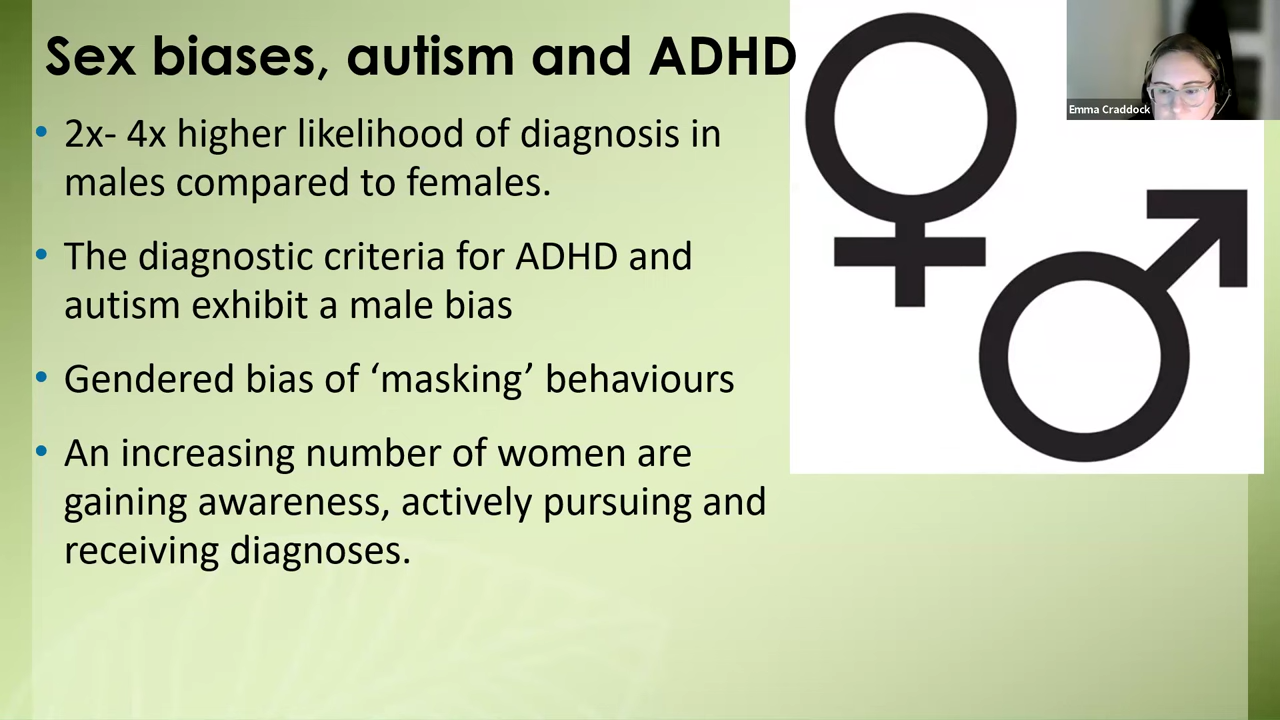 Sex biases, autism and ADHD
• 2x- 4x higher likelihood of diagnosis in
males compared to females.
• The diagnostic criteria for ADHD and
autism exhibit a male bias
• Gendered bias of ‘masking’ behaviours
• An increasing number of women are
gaining awareness, actively pursuing and
receiving diagnoses.
Emma Craddock